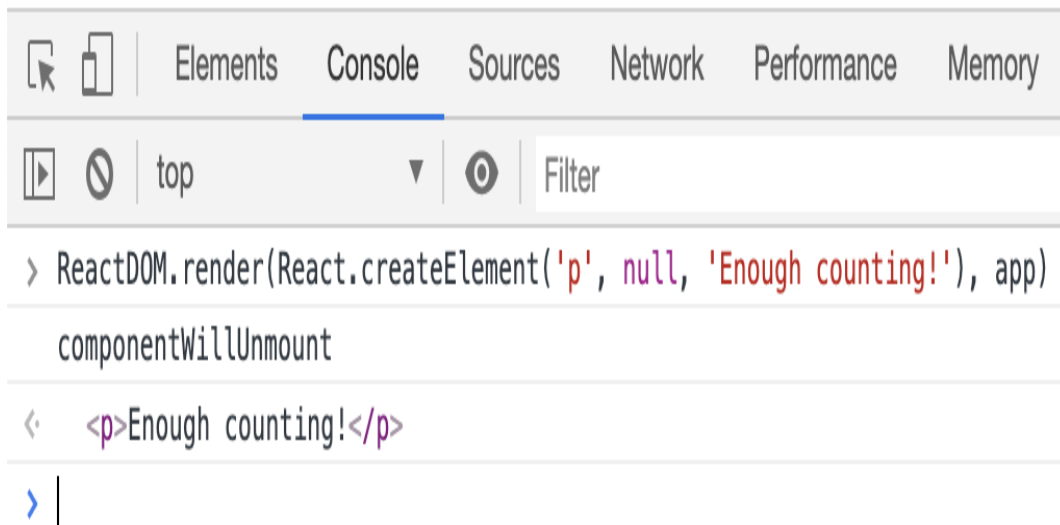 Elements Console Sources Network Performance Memory
top Filter
ReactDOM.render(React.createElement('p', null, 'Enough counting!'), app)
componentWillUnmount
<p>Enough counting!</p>